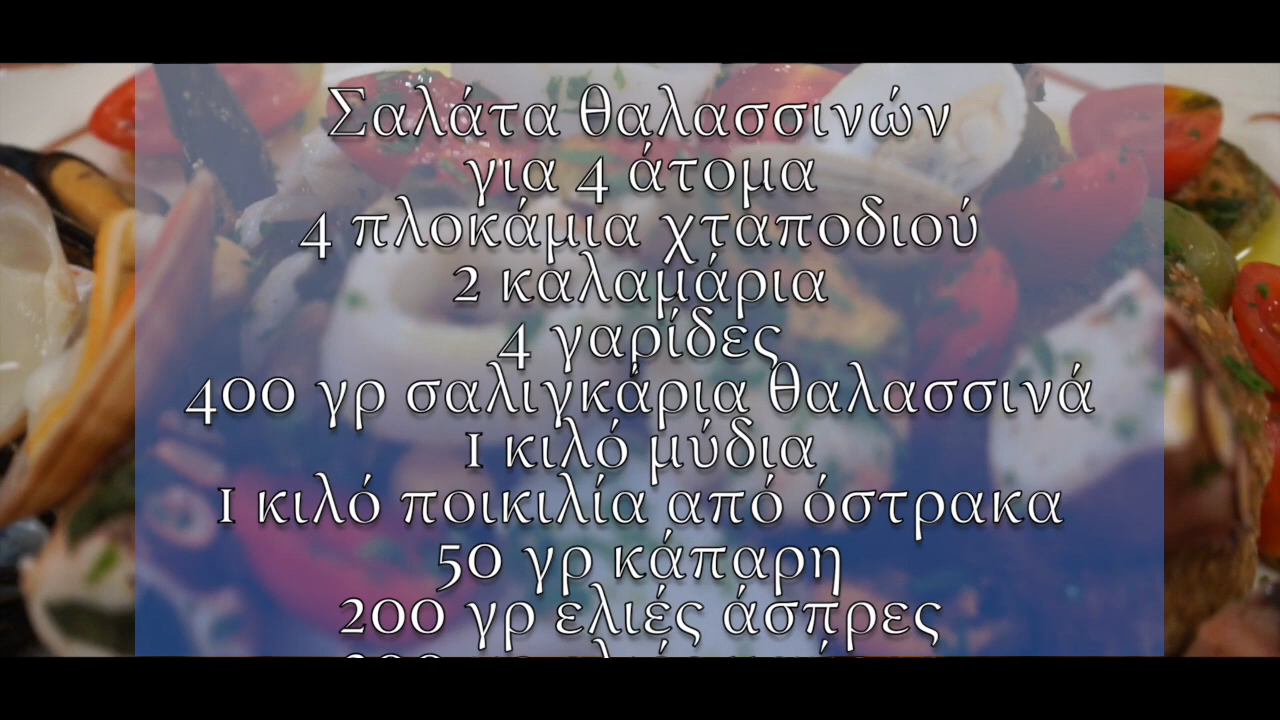 Σαλάτα θαλασσινών
για 4 άτομα
4 πλοκάμια χταποδιού
2 καλαμάρια
4 γαρίδες
400 γρ σαλιγκάρια θαλασσινά
1 κιλό μύδια
1 κιλό ποικιλία από όστρακα
50 γρ κάπαρη
200 γρ ελιές άσπρες